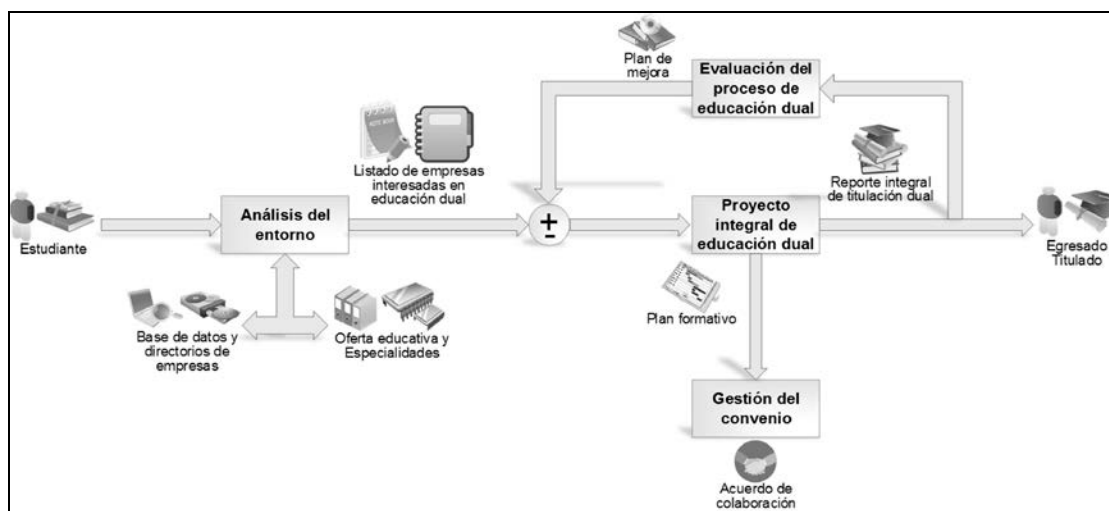 Plan de
mejora
Evaluación del
proceso de
educación dual
Listado de empresas
interesadas en
educación dual
Reporte integral
de titulación dual
Estudiante
Análisis del
entorno
+
-
Proyecto
integral de
educación dual
Egresado
Titulado
Base de datos y
directorios de
empresas
Oferta educativa y
Especialidades
Plan formativo
Gestión del
convenio
Acuerdo de
colaboración